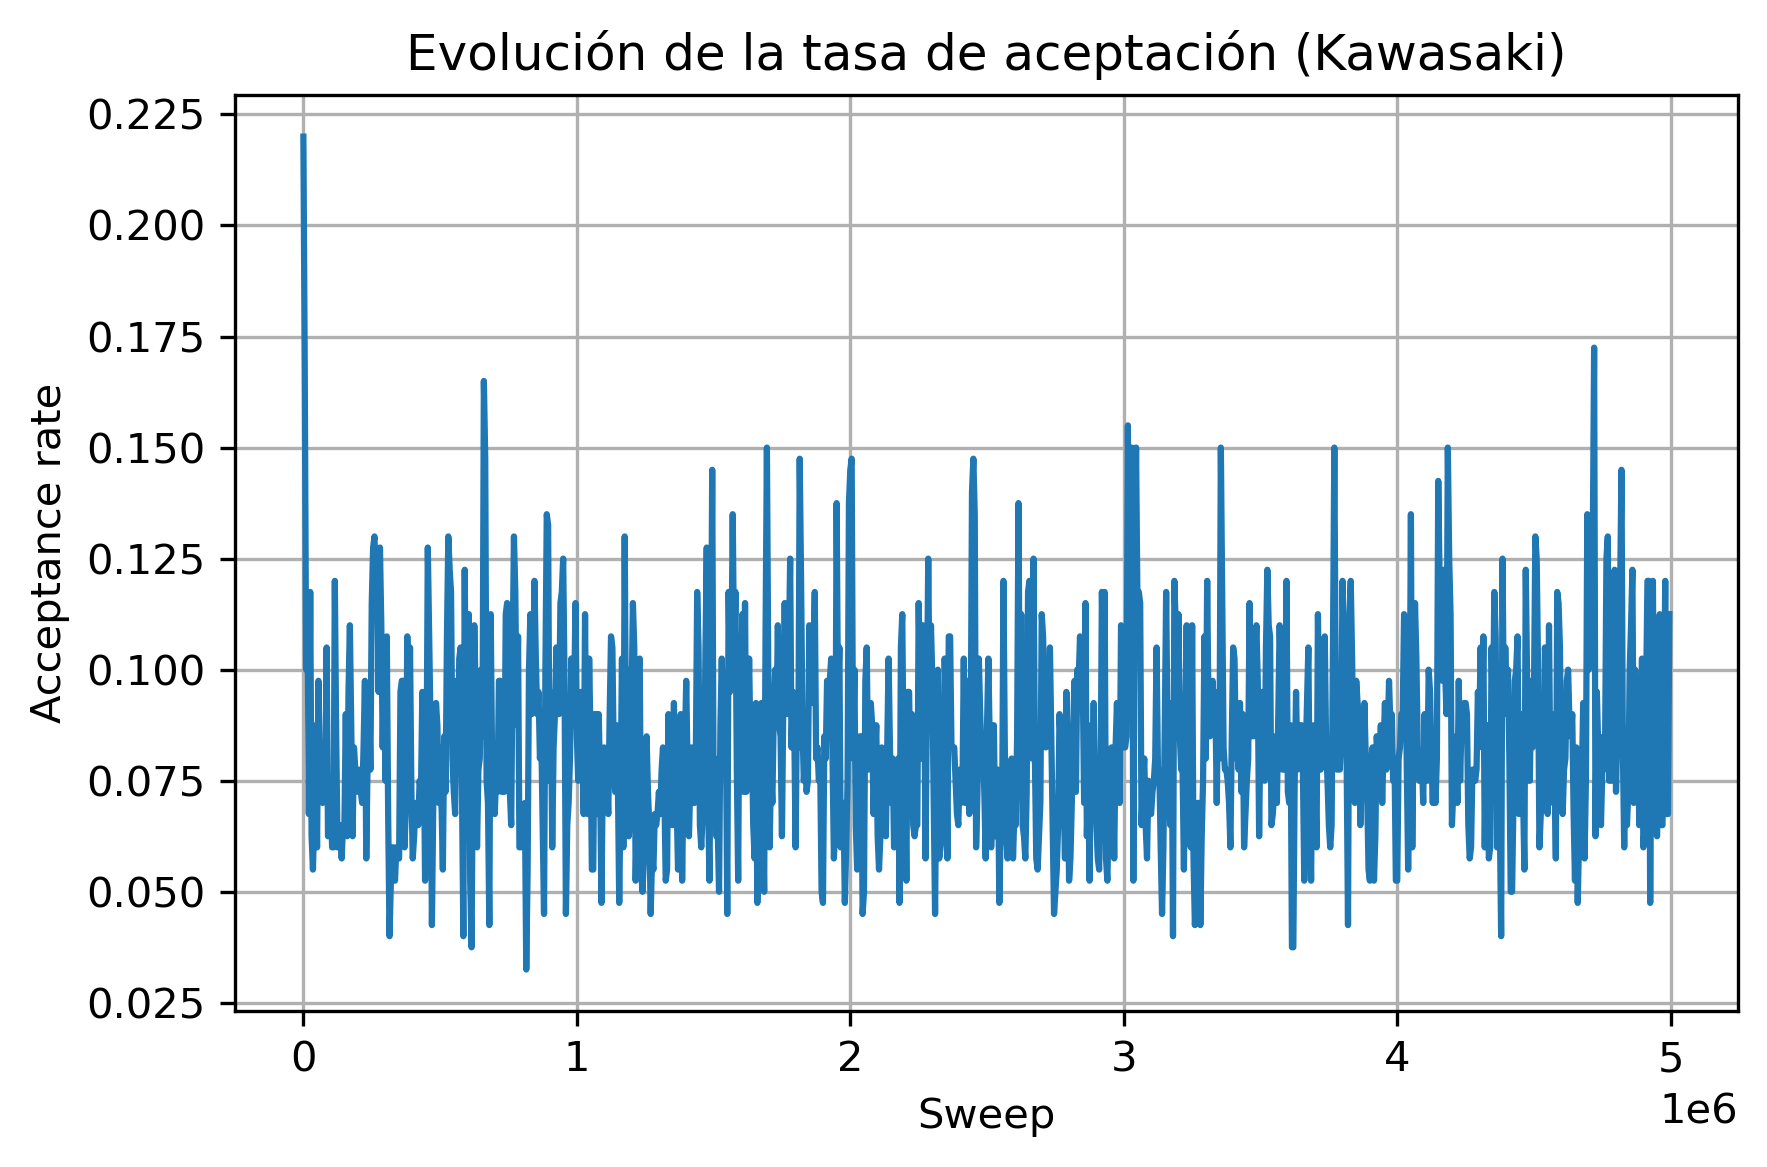 Evolución de la tasa de aceptación (Kawasaki)
0.225
0.200
0.175
0.150
0.125
0.100
0.075
0.050
0.025
Acceptance rate
0 1 2 3 4 5
1e6
Sweep